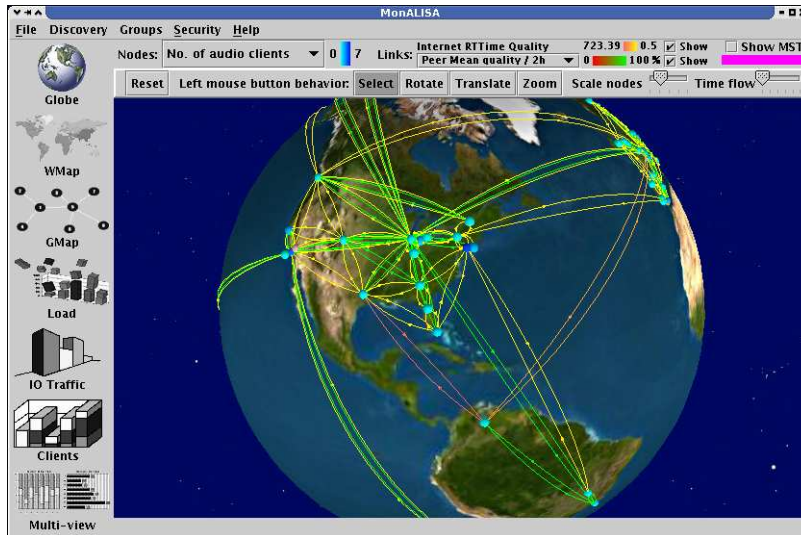 MonALISA
File Discovery Groups Security Help
Nodes: No. of audio clients 0 7 Links: Internet RTTime Quality 723.39 0.5 Show Show MST
Peer Mean quality / 2h 0 100 % Show
Reset Left mouse button behavior: Select Rotate Translate Zoom Scale nodes Time flow
Globe
WMap
GMap
Load
IO Traffic
Clients
Multi-view